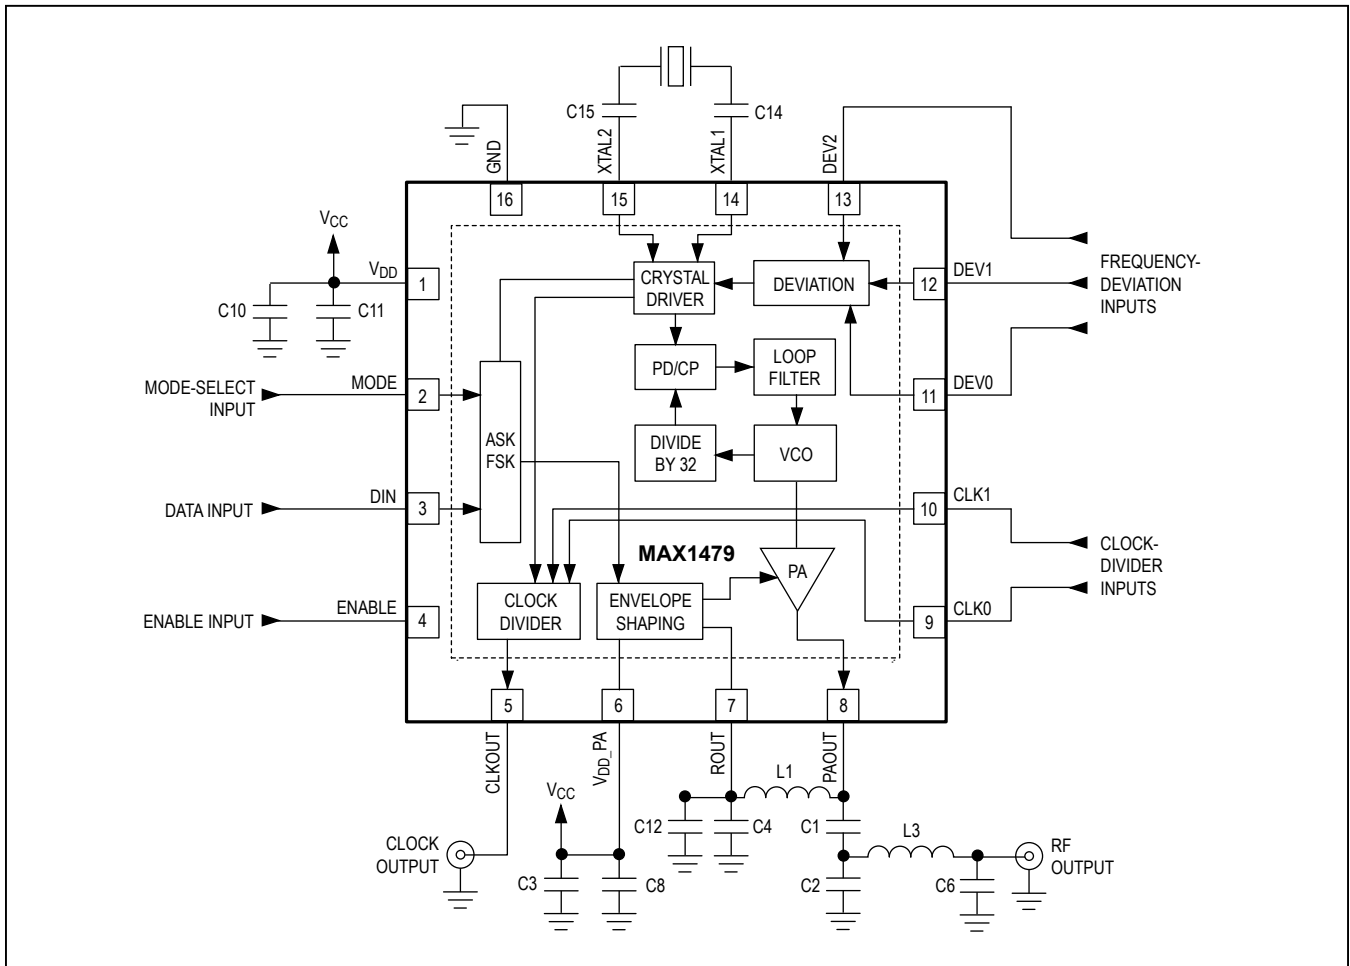 C15
C14
XTAL2
XTAL1
DEV2
GND
16
15
14
13
VCC
VDD
1
C10
C11
CRYSTAL
DRIVER
DEVIATION
12
DEV1
FREQUENCY-
DEVIATION
INPUTS
PD/CP
LOOP
FILTER
MODE-SELECT
INPUT
MODE
2
11
DEV0
ASK
FSK
DIVIDE
BY 32
VCO
DATA INPUT
DIN
3
10
CLK1
MAX1479
PA
CLOCK-
DIVIDER
INPUTS
ENABLE INPUT
ENABLE
4
CLOCK
DIVIDER
ENVELOPE
SHAPING
9
CLK0
5
6
7
8
CLKOUT
VDD_PA
ROUT
PAOUT
L1
VCC
C12
C4
C1
L3
CLOCK
OUTPUT
RF
OUTPUT
C3
C8
C2
C6